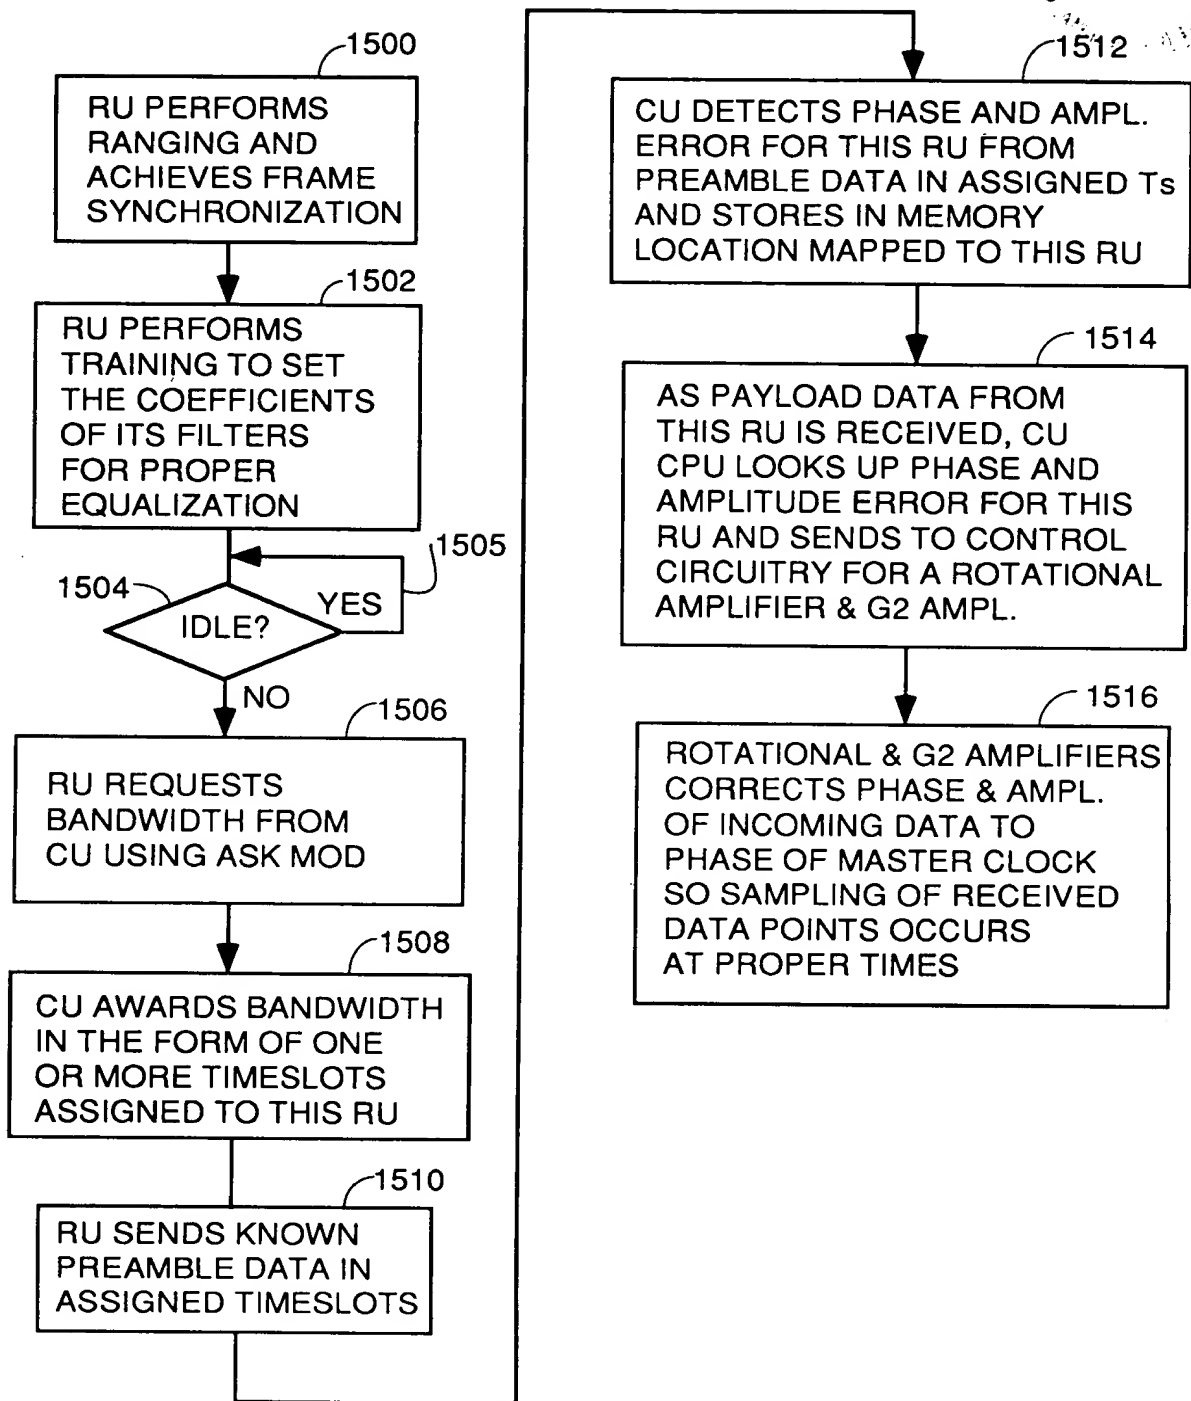 1500
RU PERFORMS
RANGING AND
ACHIEVES FRAME
SYNCHRONIZATION
1502
RU PERFORMS
TRAINING TO SET
THE COEFFICIENTS
OF ITS FILTERS
FOR PROPER
EQUALIZATION
1505
1504
YES
IDLE?
NO
1506
RU REQUESTS
BANDWIDTH FROM
CU USING ASK MOD
1508
CU AWARDS BANDWIDTH
IN THE FORM OF ONE
OR MORE TIMESLOTS
ASSIGNED TO THIS RU
1510
RU SENDS KNOWN
PREAMBLE DATA IN
ASSIGNED TIMESLOTS
1512
CU DETECTS PHASE AND AMPL.
ERROR FOR THIS RU FROM
PREAMBLE DATA IN ASSIGNED Ts
AND STORES IN MEMORY
LOCATION MAPPED TO THIS RU
1514
AS PAYLOAD DATA FROM
THIS RU IS RECEIVED, CU
CPU LOOKS UP PHASE AND
AMPLITUDE ERROR FOR THIS
RU AND SENDS TO CONTROL
CIRCUITRY FOR A ROTATIONAL
AMPLIFIER & G2 AMPL.
1516
ROTATIONAL & G2 AMPLIFIERS
CORRECTS PHASE & AMPL.
OF INCOMING DATA TO
PHASE OF MASTER CLOCK
SO SAMPLING OF RECEIVED
DATA POINTS OCCURS
AT PROPER TIMES